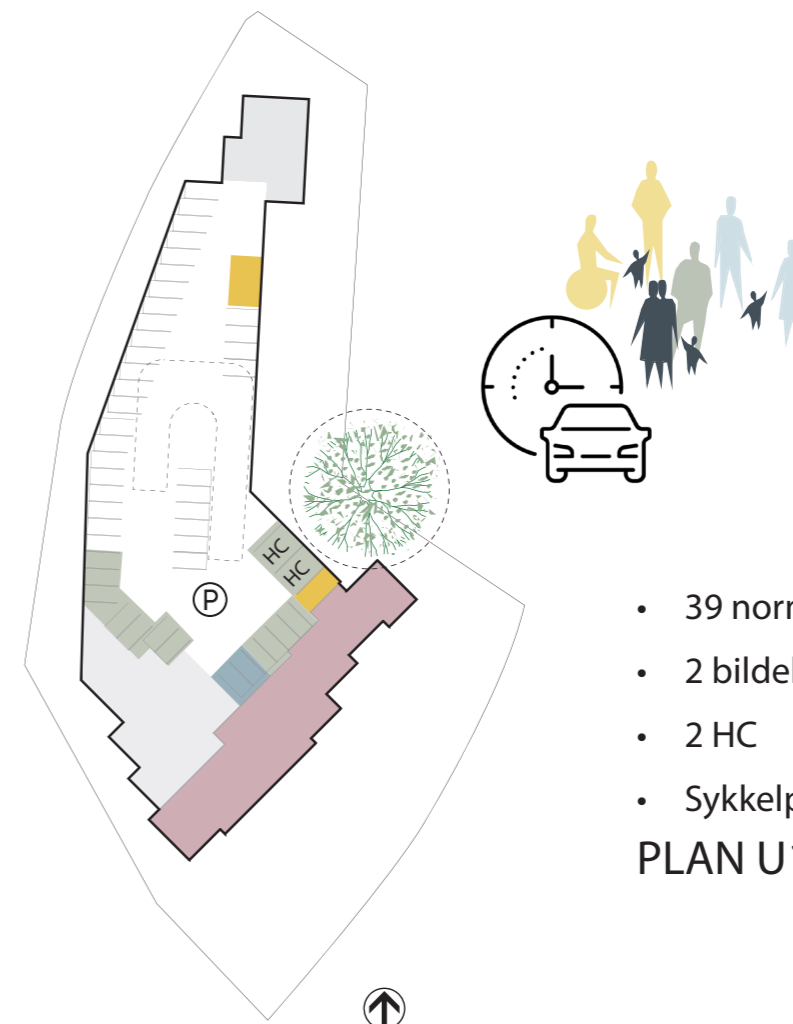 HC
HC
P
• 39 norr
• 2 bildel
• 2 HC
• Sykkelp
PLAN U